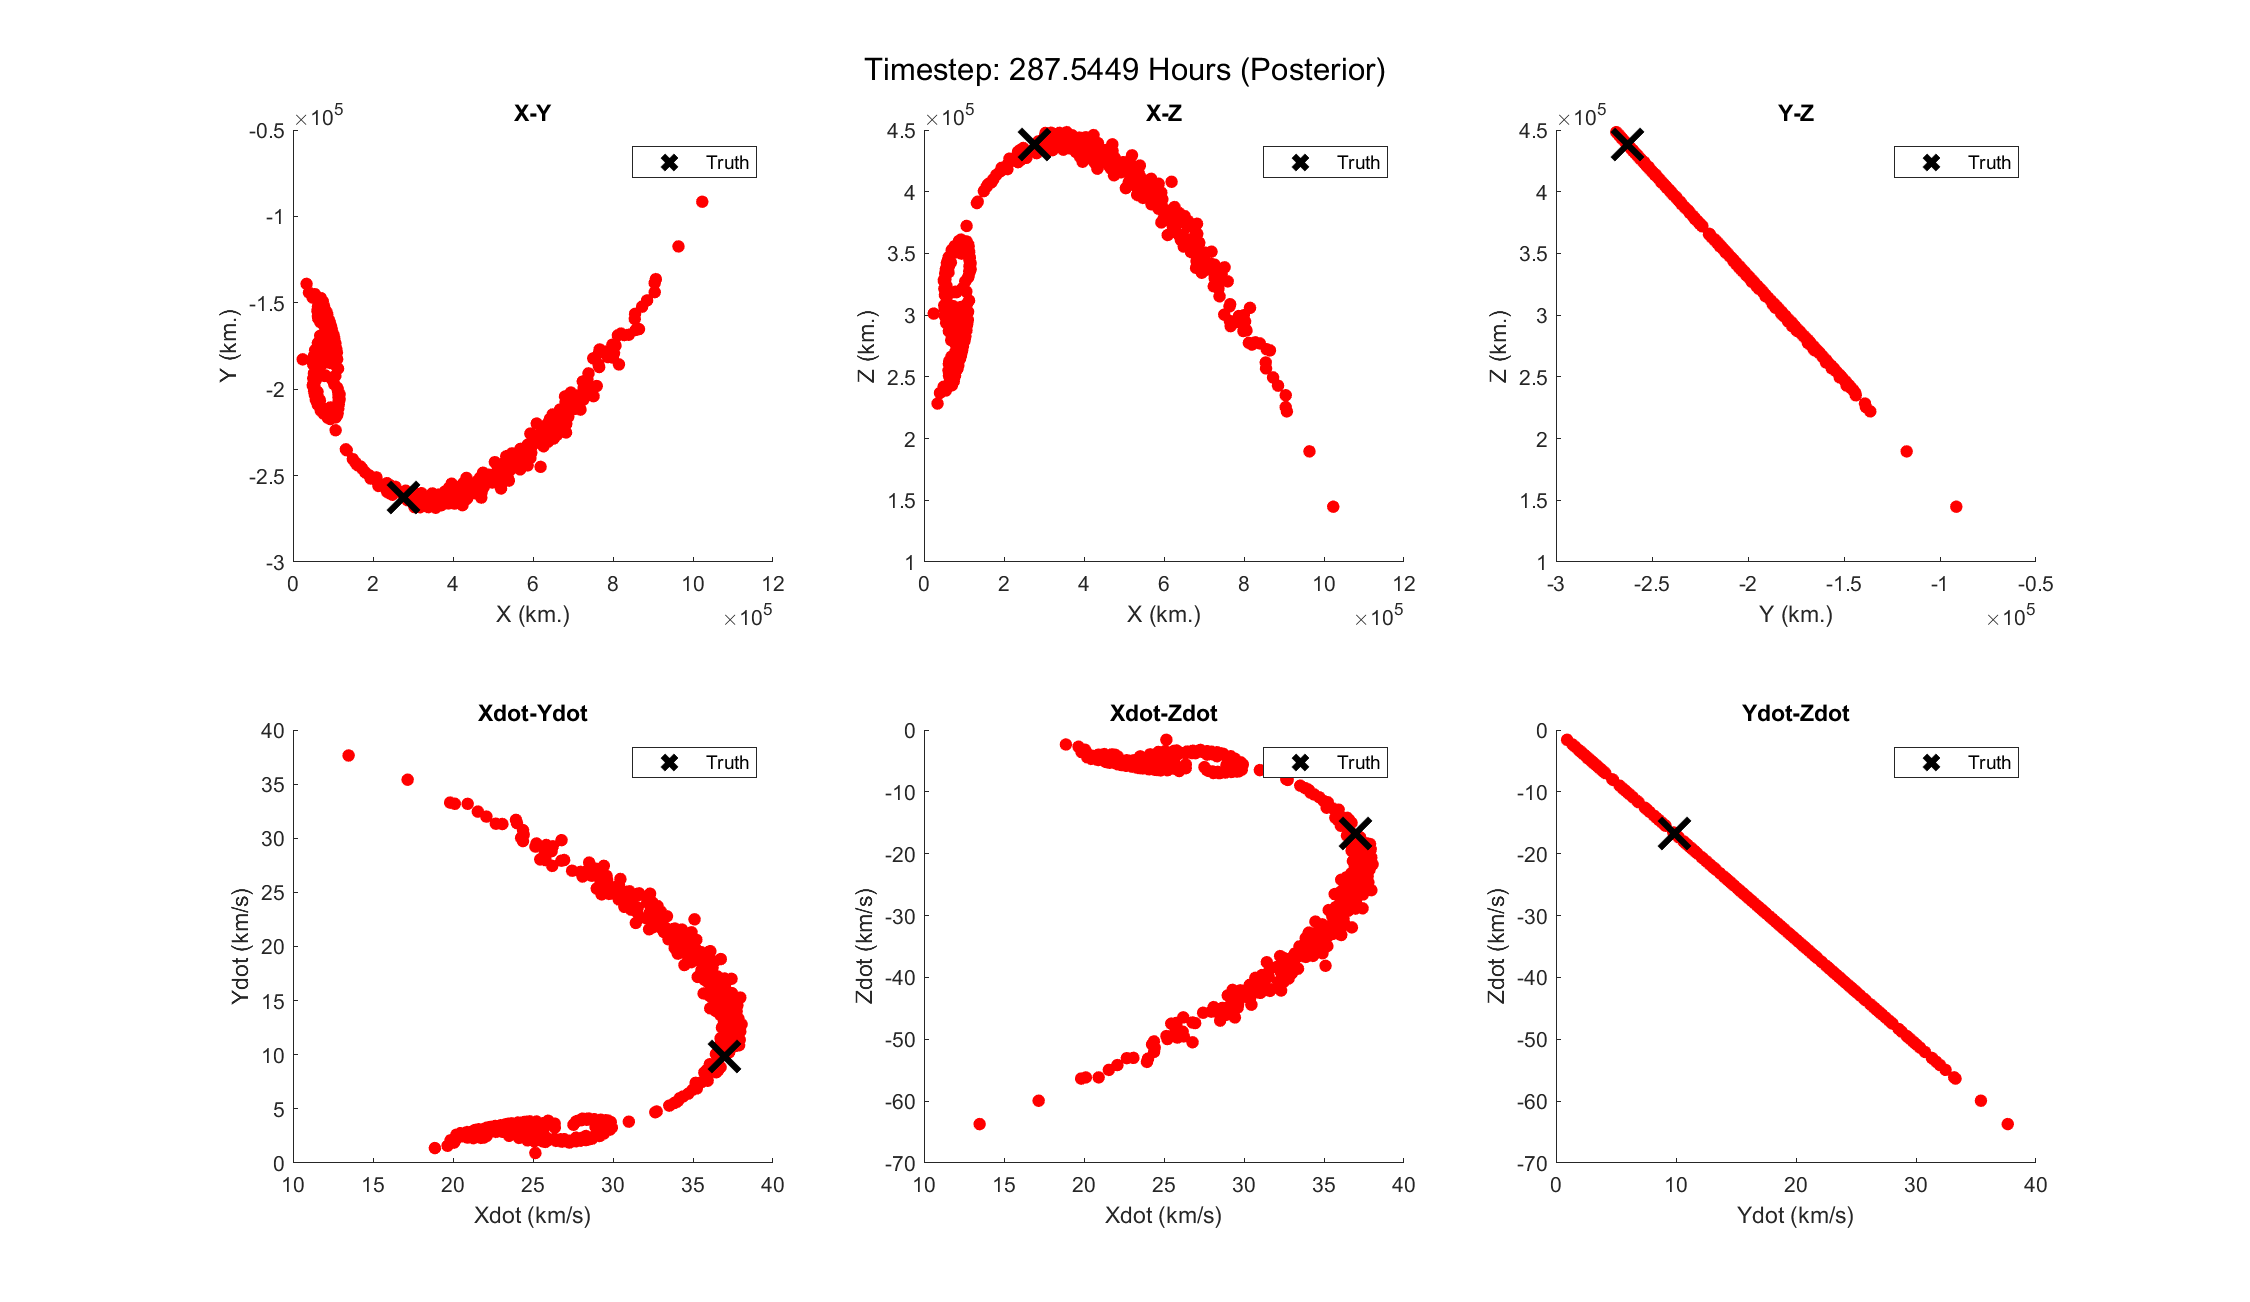 Timestep: 287.5449 Hours (Posterior)
X-Y
×10^5
-0.5
-1
-1.5
-2
-2.5
-3
Y (km.)
Truth
0 2 4 6 8 10 12
X (km.)
×10^5
X-Z
×10^5
4.5
4
3.5
3
2.5
2
1.5
1
Z (km.)
Truth
0 2 4 6 8 10 12
X (km.)
×10^5
Y-Z
×10^5
4.5
4
3.5
3
2.5
2
1.5
1
Z (km.)
Truth
-3 -2.5 -2 -1.5 -1 -0.5
Y (km.)
×10^5
Xdot-Ydot
40
35
30
25
20
15
10
5
0
Ydot (km/s)
Truth
10 15 20 25 30 35 40
Xdot (km/s)
Xdot-Zdot
0
-10
-20
-30
-40
-50
-60
-70
Zdot (km/s)
Truth
10 15 20 25 30 35 40
Xdot (km/s)
Ydot-Zdot
0
-10
-20
-30
-40
-50
-60
-70
Zdot (km/s)
Truth
0 10 20 30 40
Ydot (km/s)